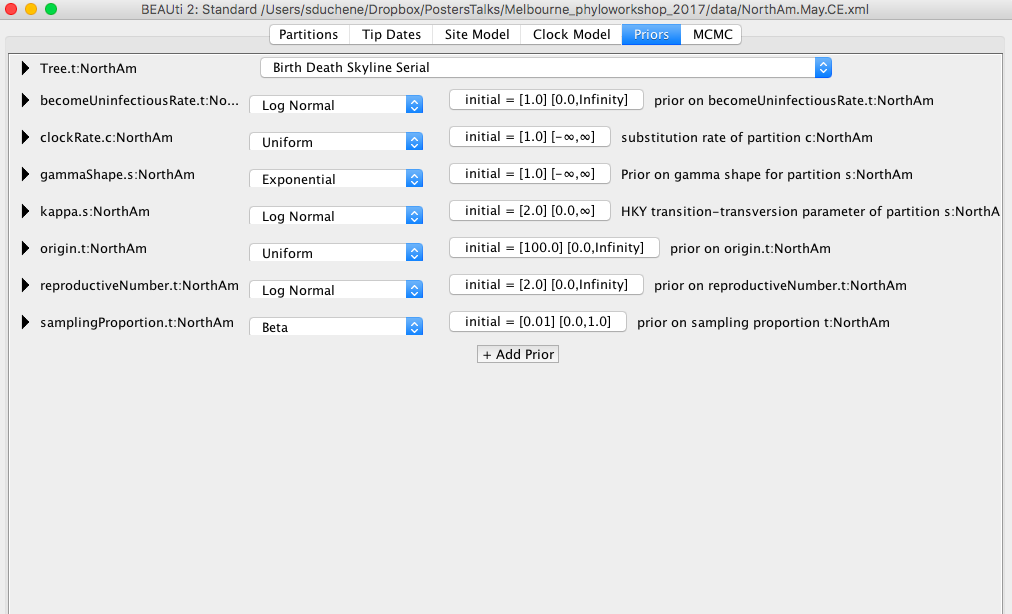 BEAUti 2: Standard /Users/sduchene/Dropbox/PostersTalks/Melbourne_phyloworkshop_2017/data/NorthAm.May.CE.xml
Partitions Tip Dates Site Model Clock Model Priors MCMC
Tree.t:NorthAm Birth Death Skyline Serial
becomeUninfectiousRate.t:No... Log Normal initial = [1.0] [0.0,Infinity] prior on becomeUninfectiousRate.t:NorthAm
clockRate.c:NorthAm Uniform initial = [1.0] [-∞,∞] substitution rate of partition c:NorthAm
gammaShape.s:NorthAm Exponential initial = [1.0] [-∞,∞] Prior on gamma shape for partition s:NorthAm
kappa.s:NorthAm Log Normal initial = [2.0] [0.0,∞] HKY transition-transversion parameter of partition s:NorthA
origin.t:NorthAm Uniform initial = [100.0] [0.0,Infinity] prior on origin.t:NorthAm
reproductiveNumber.t:NorthAm Log Normal initial = [2.0] [0.0,Infinity] prior on reproductiveNumber.t:NorthAm
samplingProportion.t:NorthAm Beta initial = [0.01] [0.0,1.0] prior on sampling proportion t:NorthAm
+ Add Prior